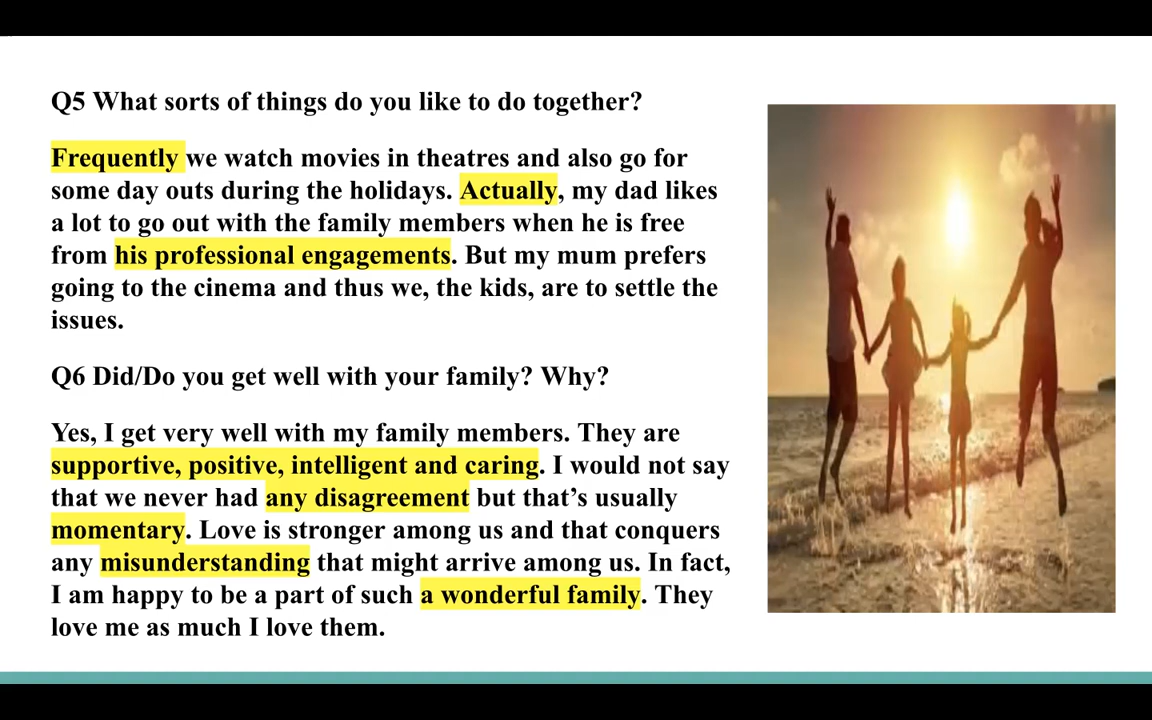 Q5 What sorts of things do you like to do together?
Frequently we watch movies in theatres and also go for
some day outs during the holidays. Actually, my dad likes
a lot to go out with the family members when he is free
from his professional engagements. But my mum prefers
going to the cinema and thus we, the kids, are to settle the
issues.
Q6 Did/Do you get well with your family? Why?
Yes, I get very well with my family members. They are
supportive, positive, intelligent and caring. I would not say
that we never had any disagreement but that’s usually
momentary. Love is stronger among us and that conquers
any misunderstanding that might arrive among us. In fact,
I am happy to be a part of such a wonderful family. They
love me as much I love them.